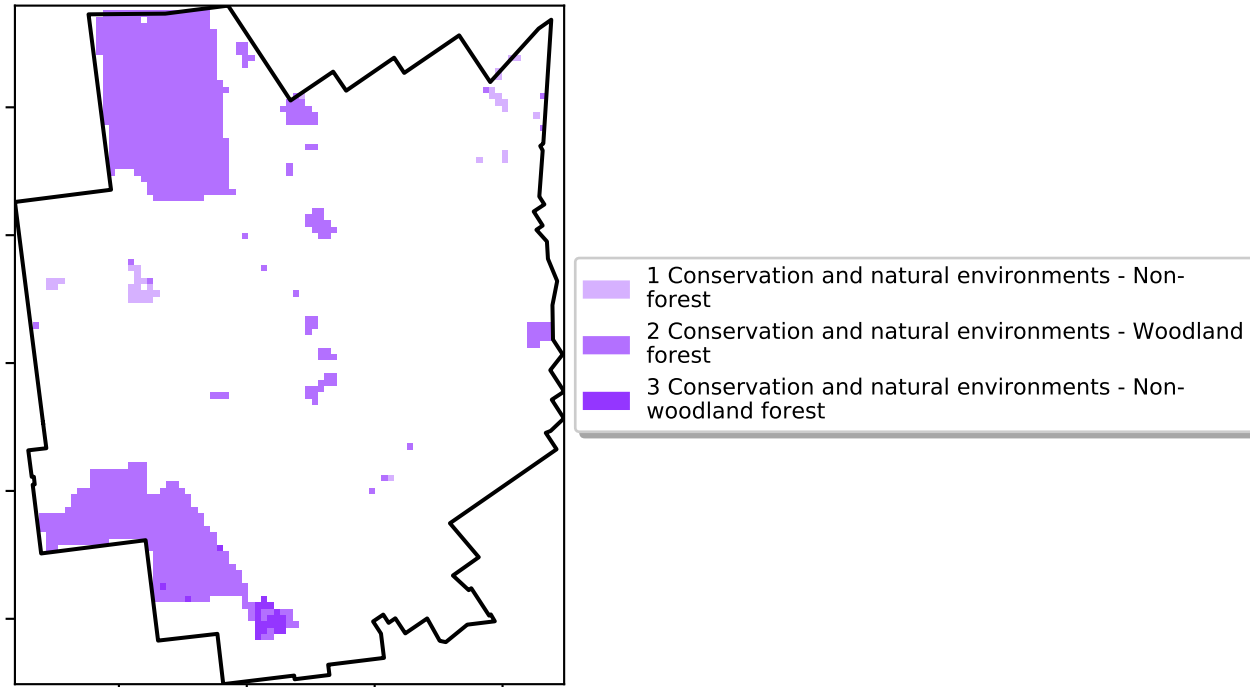 1 Conservation and natural environments - Non-
forest
2 Conservation and natural environments - Woodland
forest
3 Conservation and natural environments - Non-
woodland forest